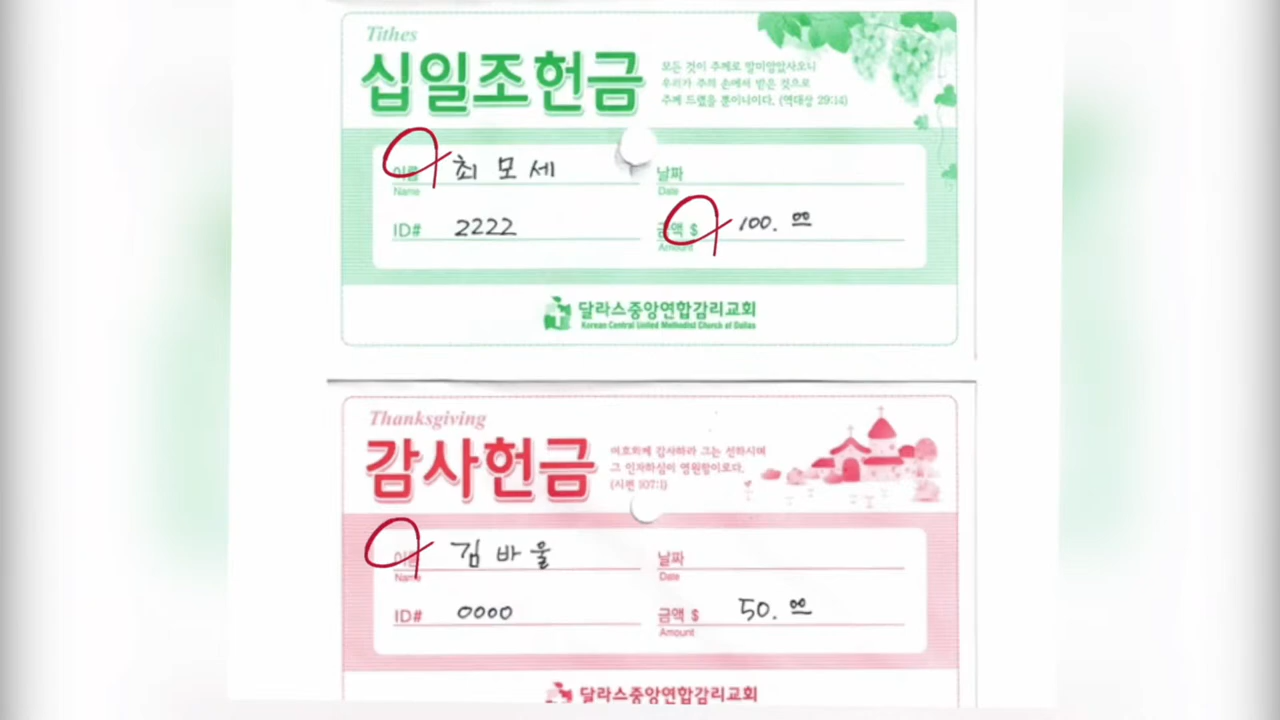 Tithes
십일조헌금
모든 것이 주께로 말미암았사오니
우리가 주의 손에서 받은 것으로
주께 드렸을 뿐이니이다. (역대상 29:14)
이름 최 모 세
Name
날짜
Date
ID# 2222
금액 $ 100.00
Amount
달라스중앙연합감리교회
Korean Central United Methodist Church of Dallas
Thanksgiving
감사헌금
여호와께 감사하라 그는 선하시며
그 인자하심이 영원함이로다.
(시편 107:1)
이름 김 바 울
Name
날짜
Date
ID# 0000
금액 $ 50.00
Amount
달라스중앙연합감리교회